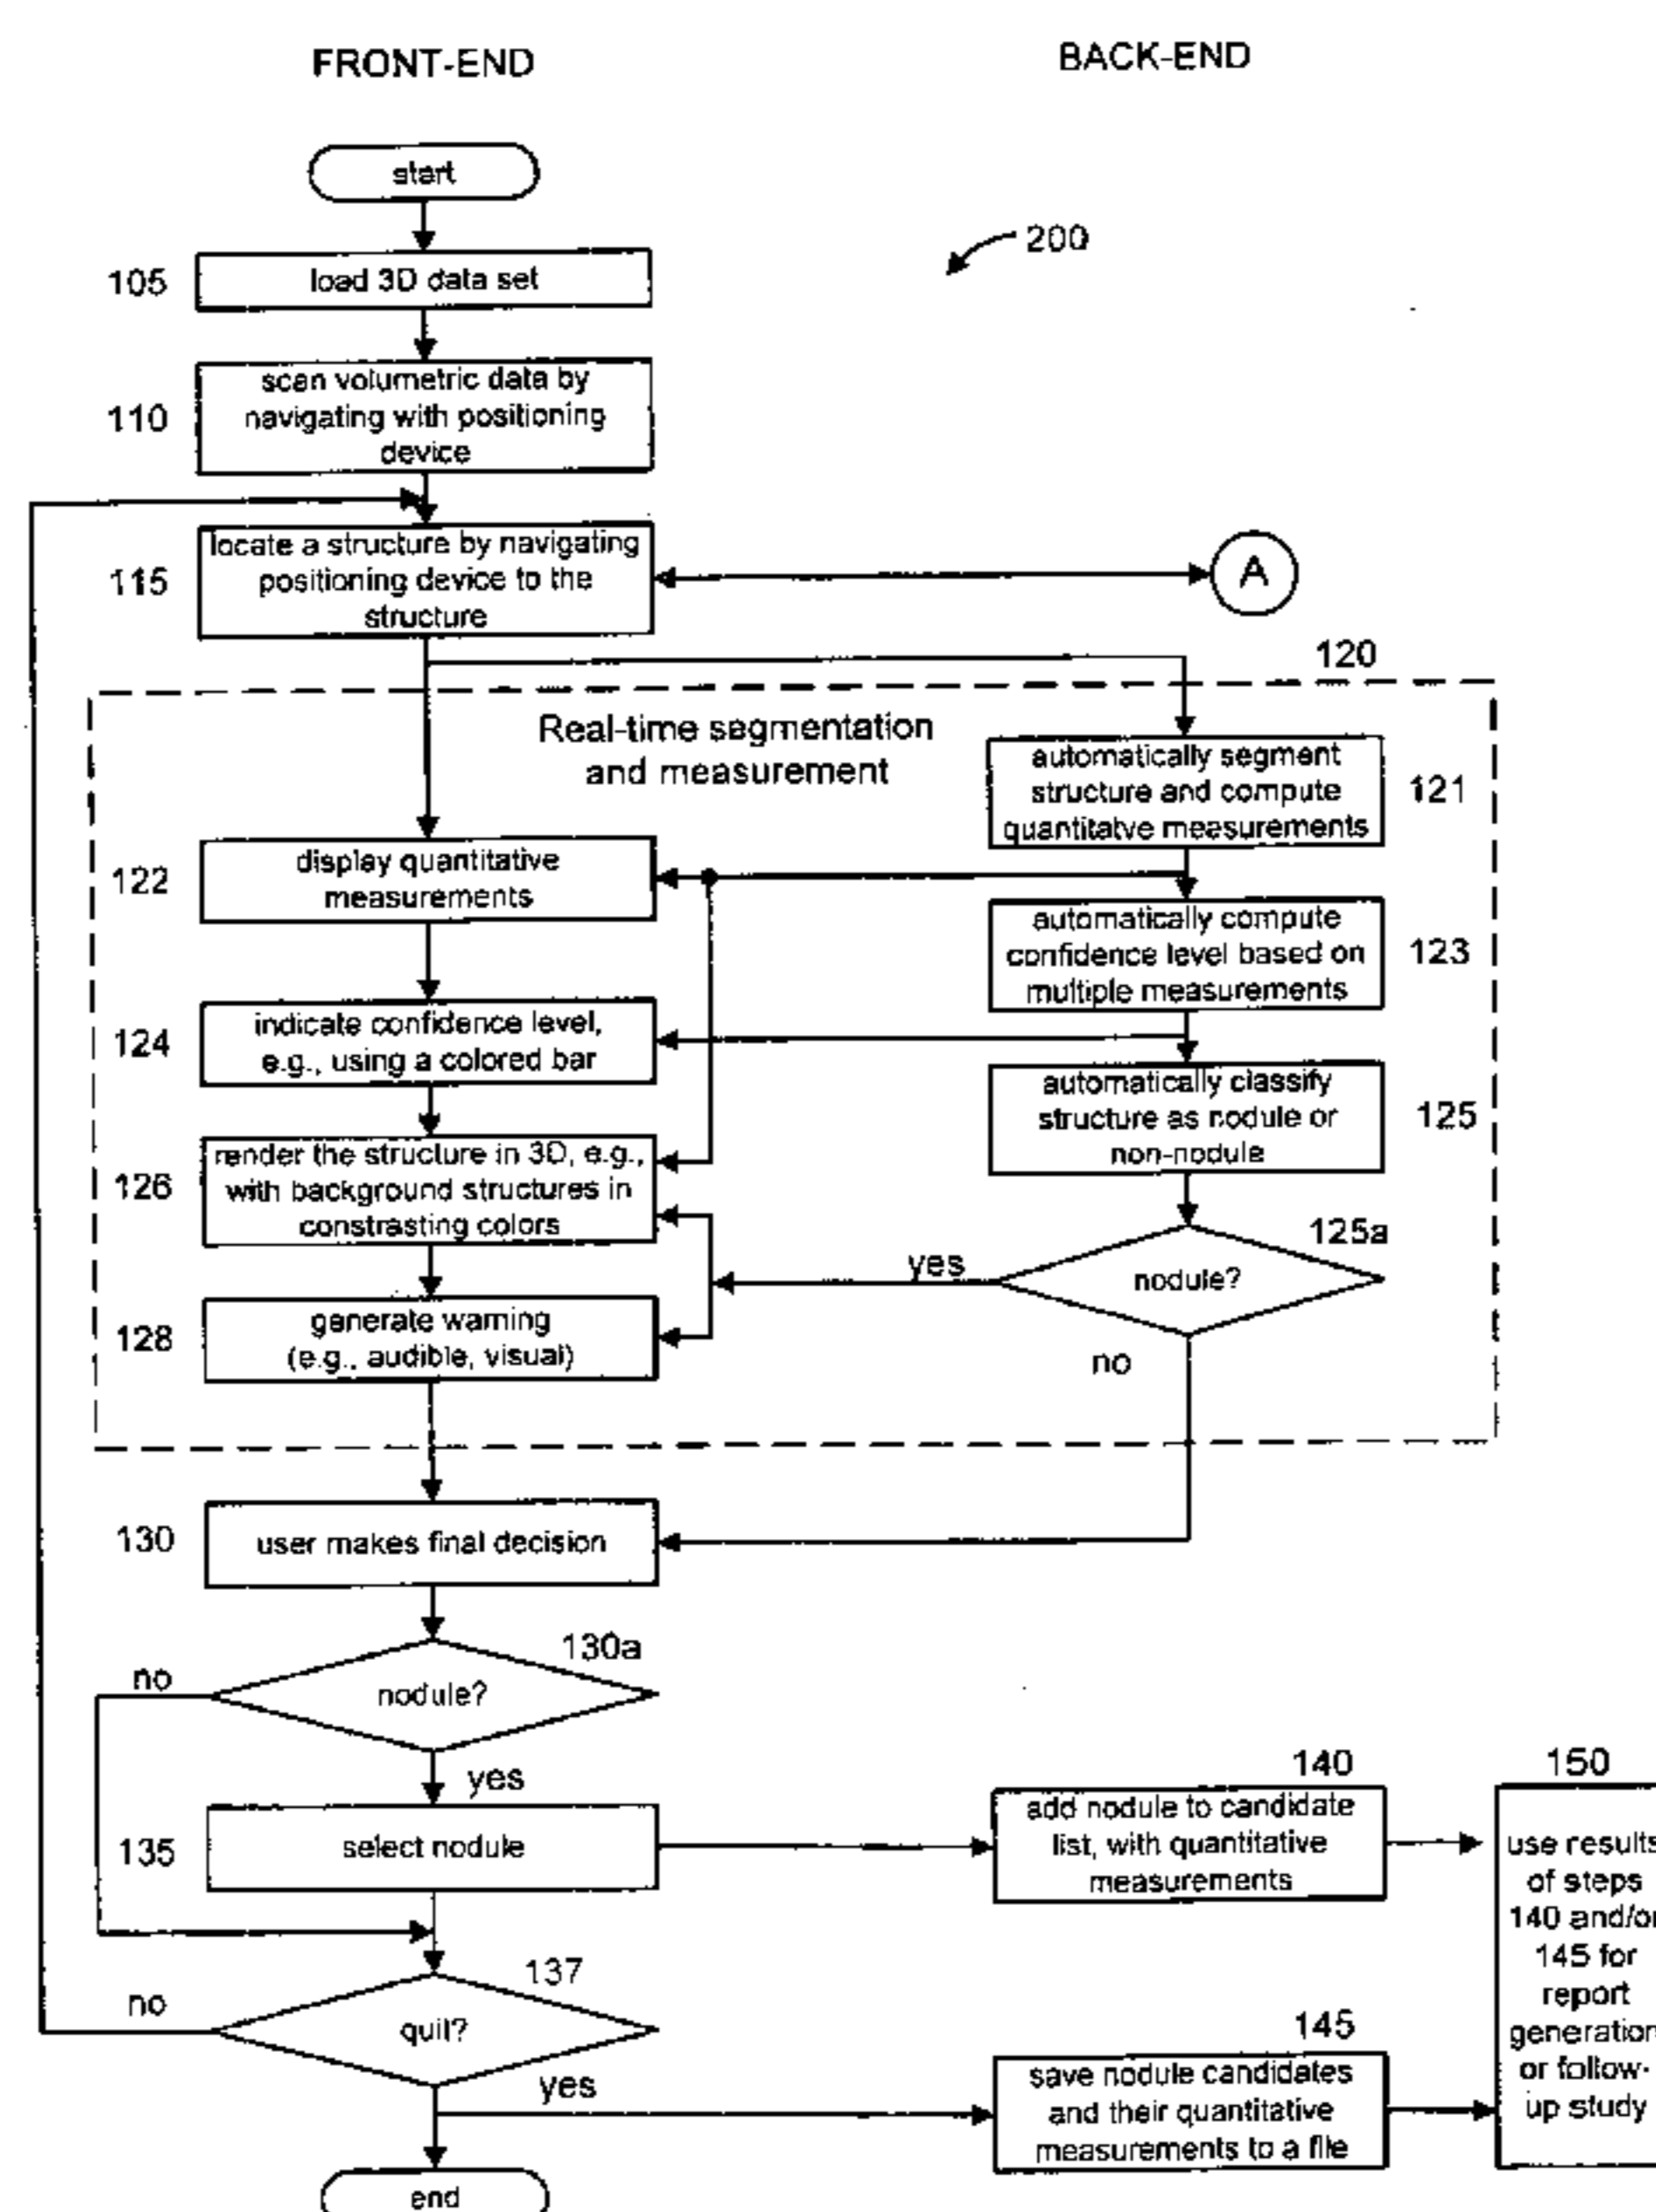 FRONT-END
BACK-END
start
200
105
load 3D data set
110
scan volumetric data by
navigating with positioning
device
115
locate a structure by navigating
positioning device to the
structure
A
120
Real-time segmentation
and measurement
automatically segment
structure and compute
quantitatve measurements
121
122
display quantitative
measurements
automatically compute
confidence level based on
multiple measurements
123
124
indicate confidence level,
e.g., using a colored bar
automatically classify
structure as nodule or
non-nodule
125
126
render the structure in 3D, e.g.,
with background structures in
constrasting colors
125a
yes
nodule?
128
generate warning
(e.g., audible, visual)
no
130
user makes final decision
130a
no
nodule?
yes
135
select nodule
140
add nodule to candidate
list, with quantitative
measurements
150
use results
of steps
140 and/or
145 for
report
generation
or follow-
up study
137
no
quit?
yes
145
save nodule candidates
and their quantitative
measurements to a file
end